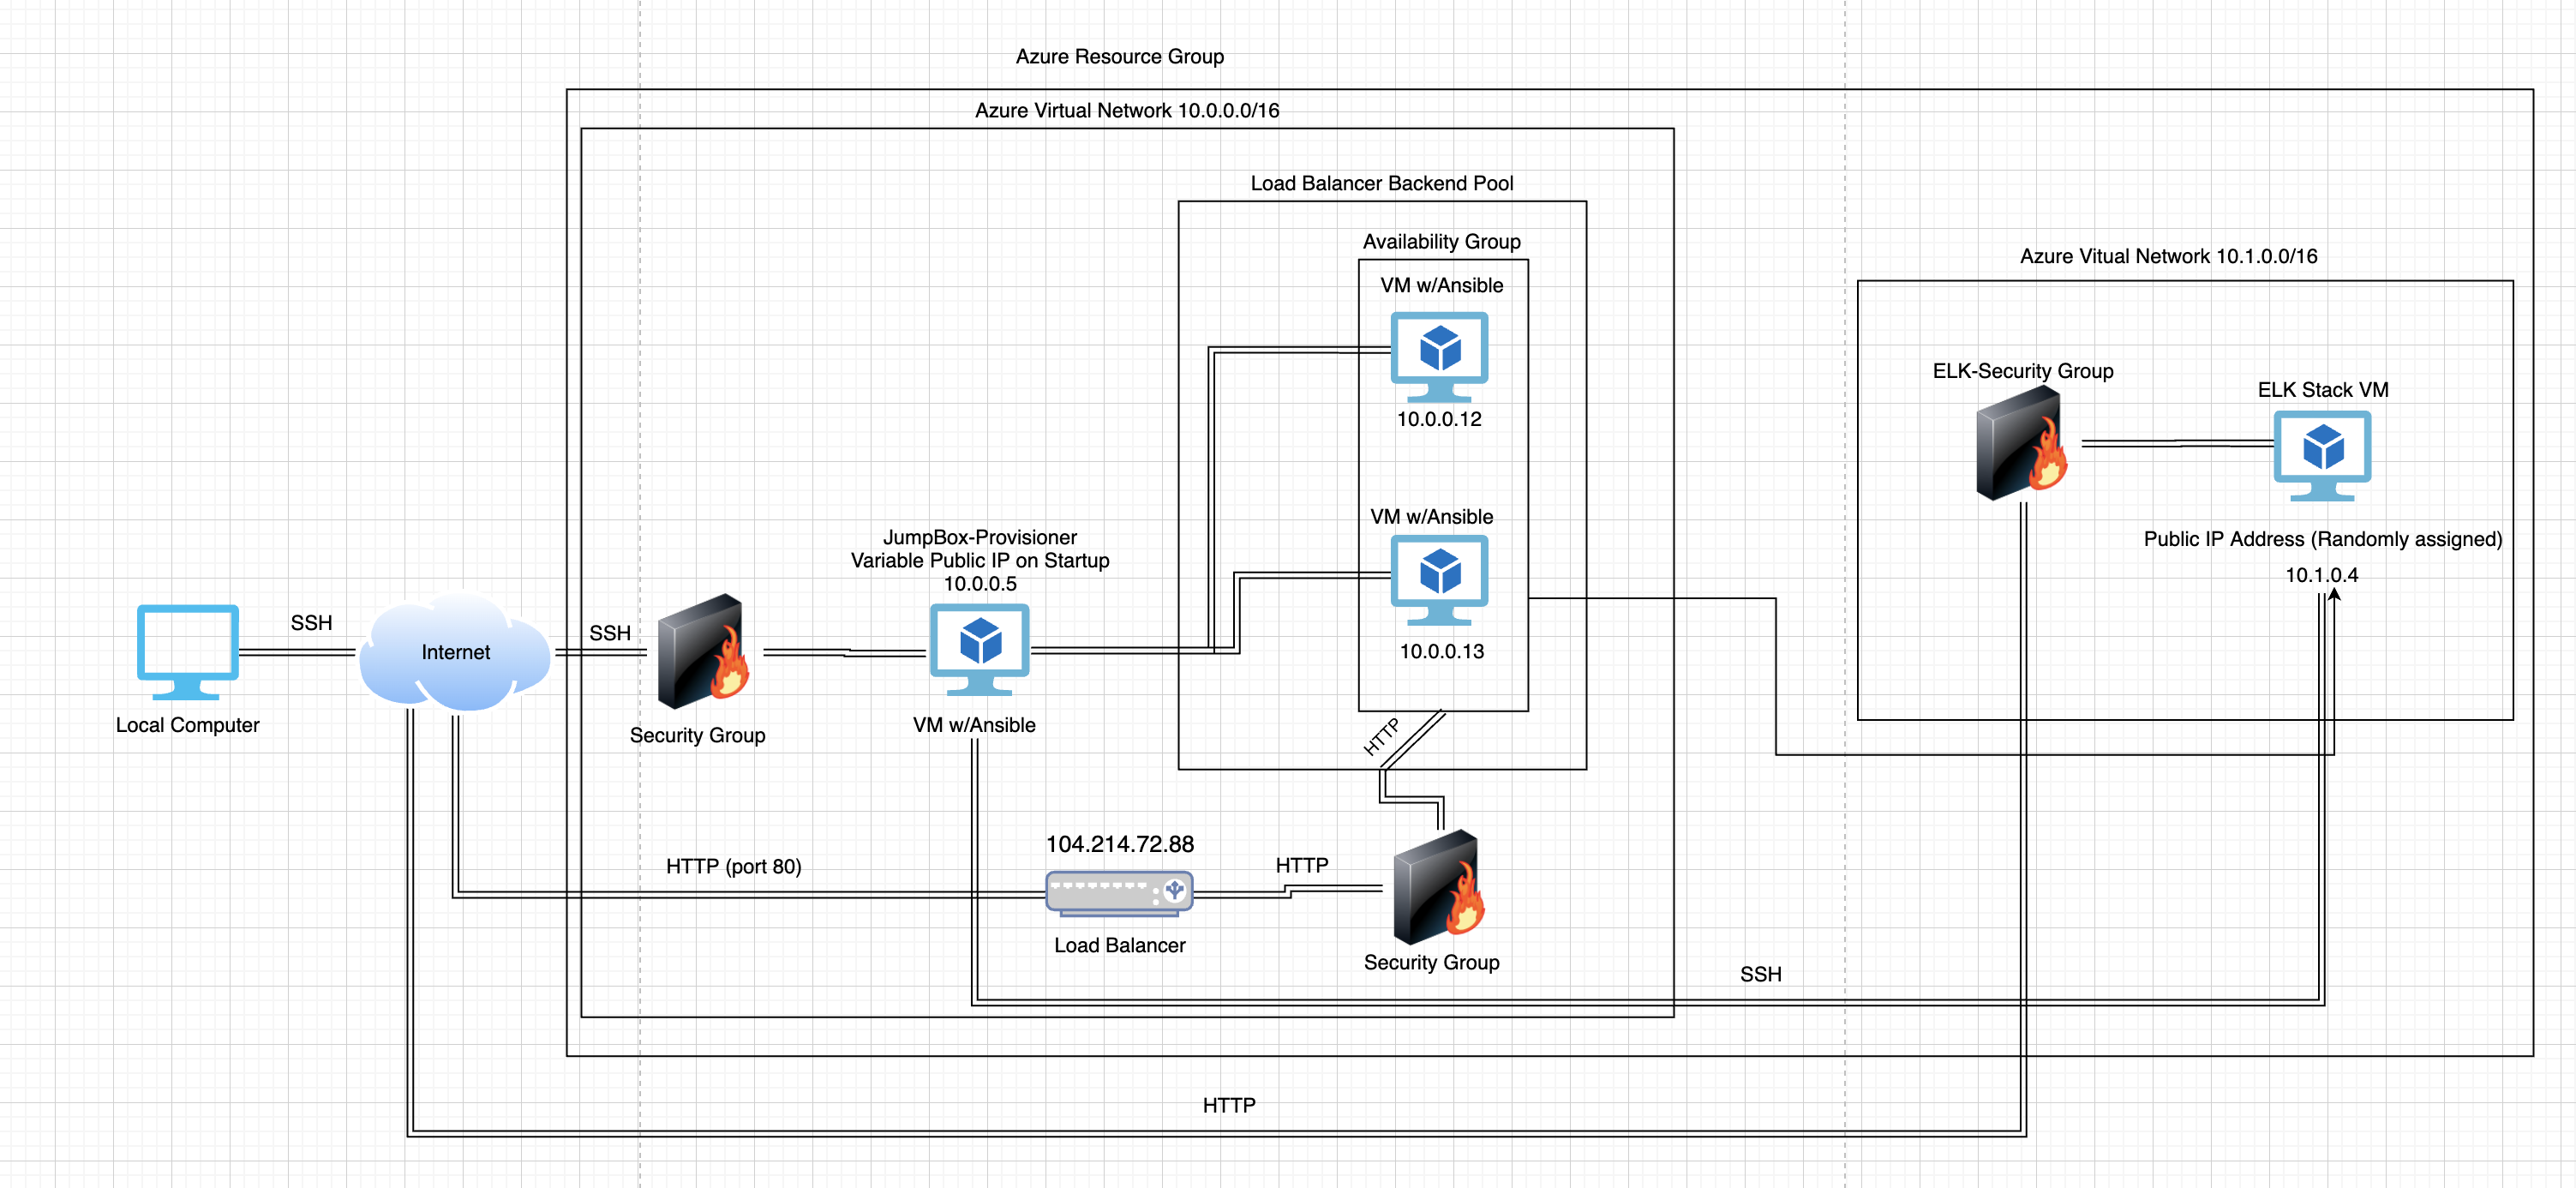 Azure Resource Group
Azure Virtual Network 10.0.0.0/16
Load Balancer Backend Pool
Availability Group
VM w/Ansible
10.0.0.12
VM w/Ansible
10.0.0.13
Azure Vitual Network 10.1.0.0/16
ELK-Security Group
ELK Stack VM
Public IP Address (Randomly assigned)
10.1.0.4
JumpBox-Provisioner
Variable Public IP on Startup
10.0.0.5
VM w/Ansible
SSH
Internet
SSH
Local Computer
Security Group
HTTP
104.214.72.88
HTTP (port 80)
HTTP
Load Balancer
Security Group
SSH
HTTP